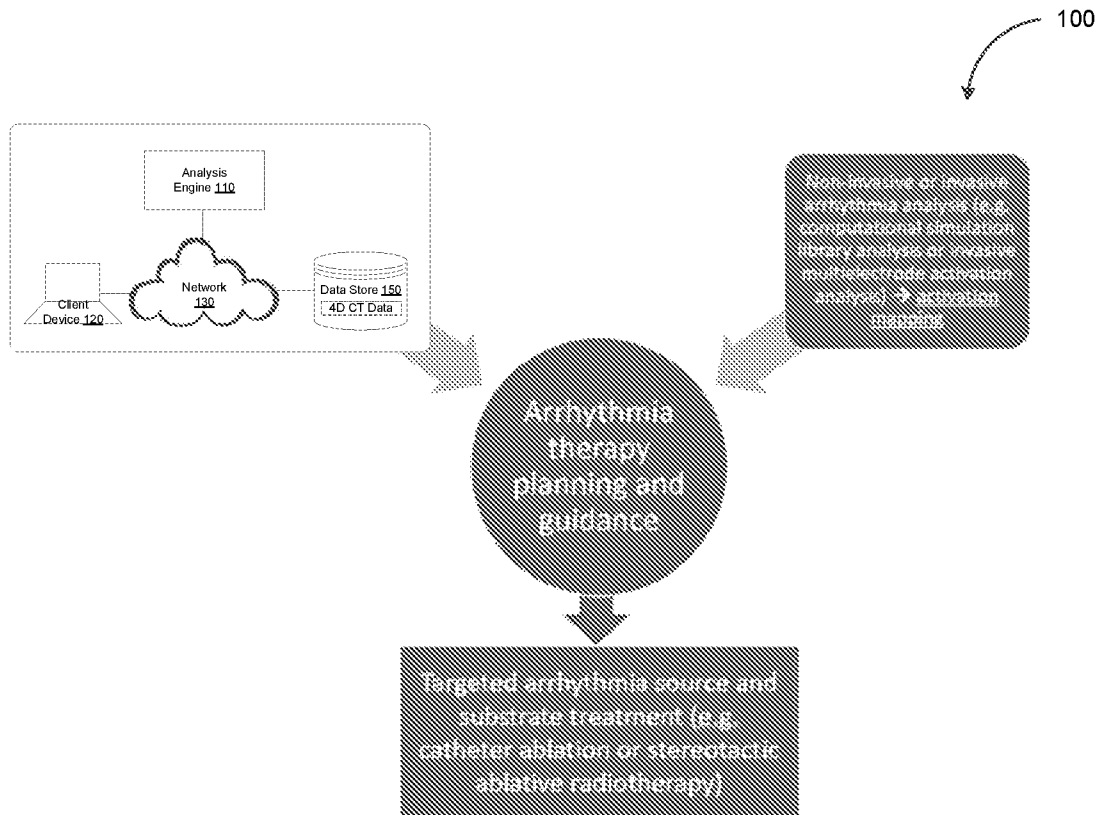 100
Analysis
Engine 110
Network
130
Client
Device 120
Data Store 150
4D CT Data
Non-invasive or invasive
arrhythmia analysis (e.g.
computational simulation
library analysis or invasive
multielectrode activation
analysis) → activation
mapping
Arrhythmia
therapy
planning and
guidance
Targeted arrhythmia source and
substrate treatment (e.g.
catheter ablation or stereotactic
ablative radiotherapy)